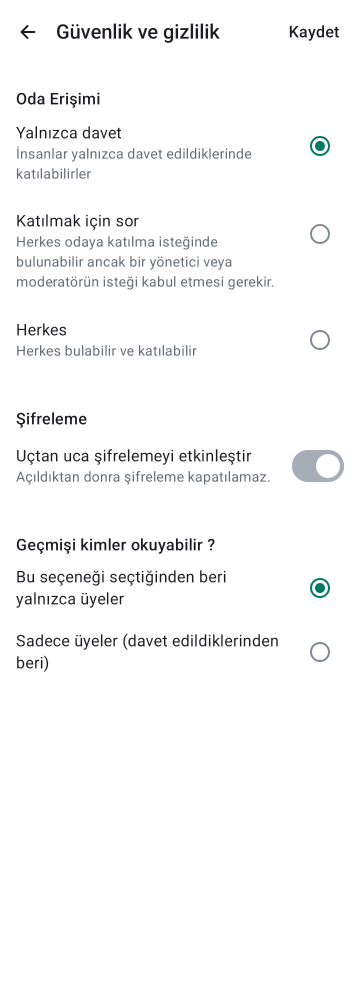 Güvenlik ve gizlilik
Kaydet
Oda Erişimi
Yalnızca davet
İnsanlar yalnızca davet edildiklerinde
katılabilirler
Katılmak için sor
Herkes odaya katılma isteğinde
bulunabilir ancak bir yönetici veya
moderatörün isteği kabul etmesi gerekir.
Herkes
Herkes bulabilir ve katılabilir
Şifreleme
Uçtan uca şifrelemeyi etkinleştir
Açıldıktan donra şifreleme kapatılamaz.
Geçmişi kimler okuyabilir ?
Bu seçeneği seçtiğinden beri
yalnızca üyeler
Sadece üyeler (davet edildiklerinden
beri)